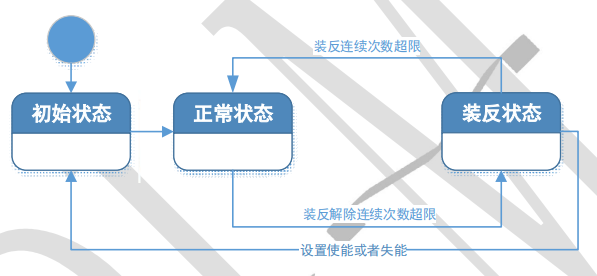 装反连续次数超限
初始状态
正常状态
装反状态
装反解除连续次数超限
设置使能或者失能